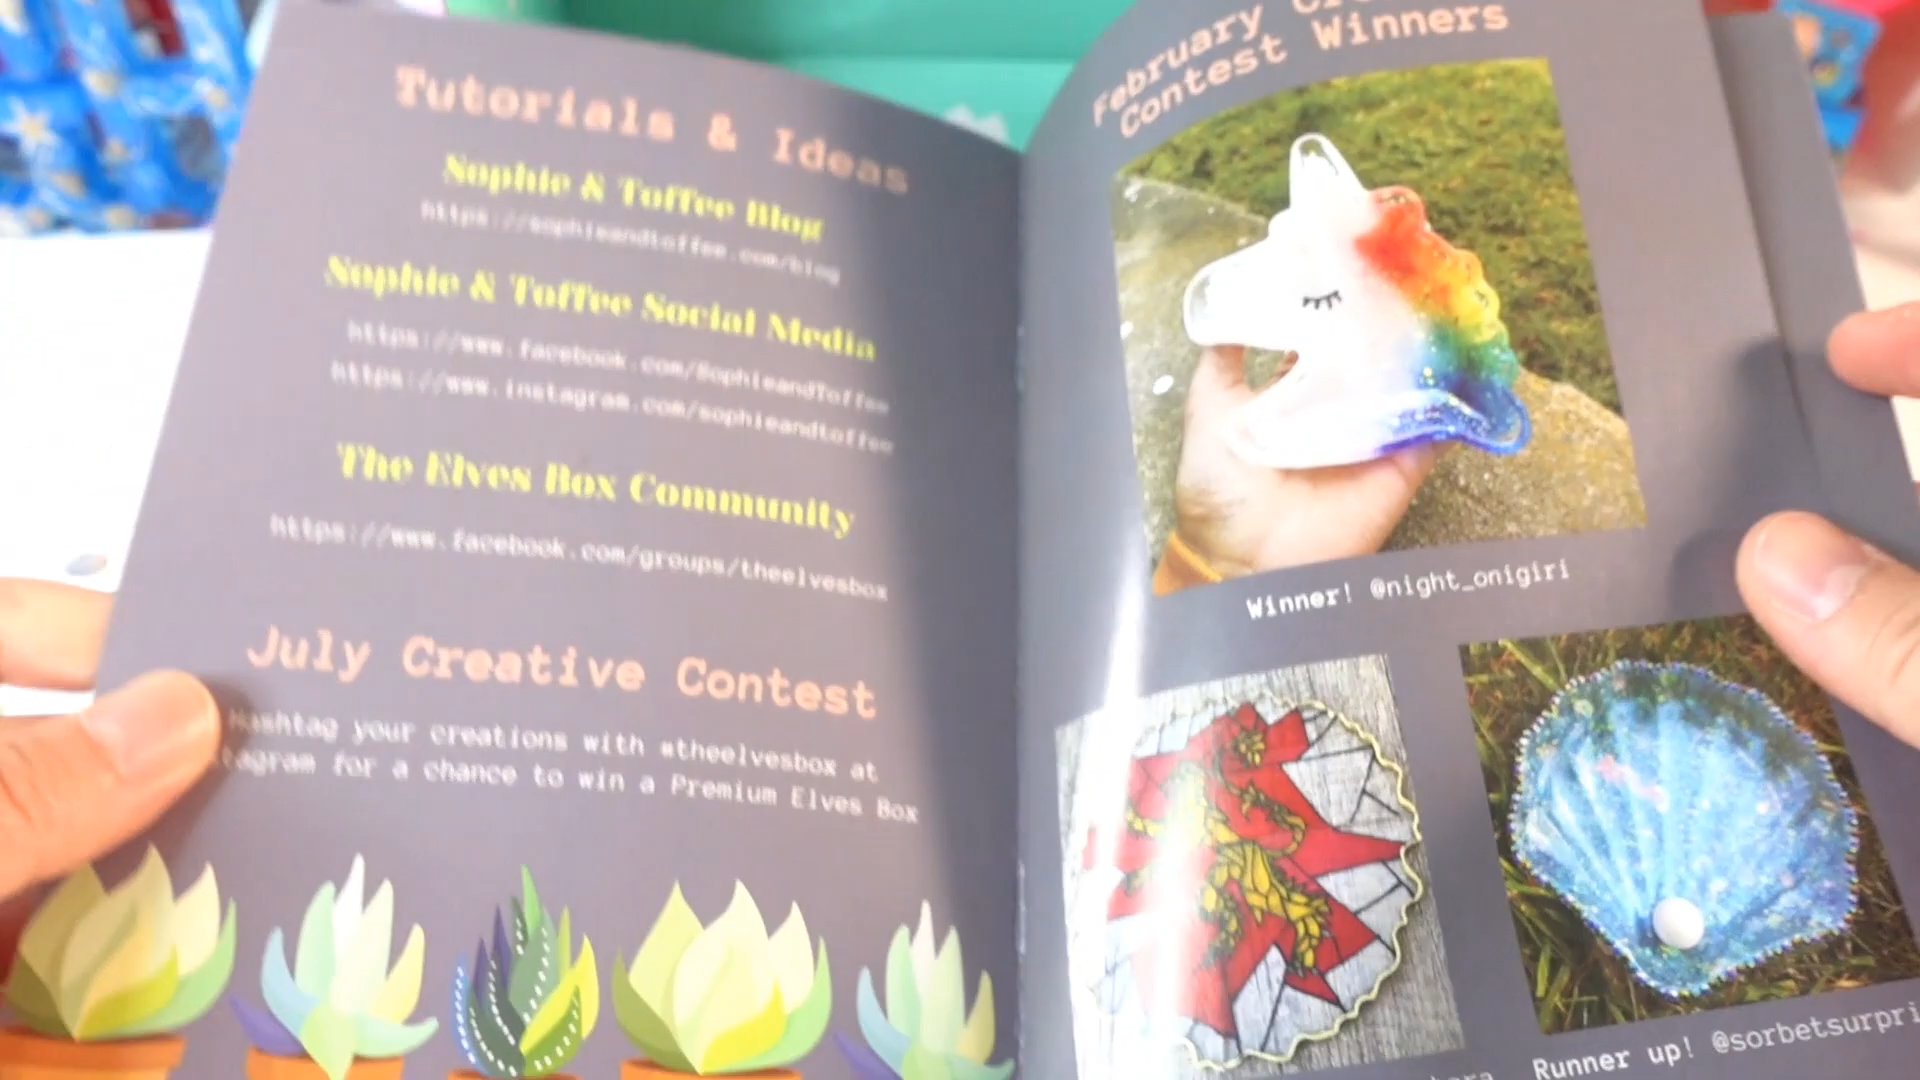 Tutorials & Ideas
Sophie & Toffee Blog
https://sophieandtoffee.com/blog
Sophie & Toffee Social Media
https://www.facebook.com/SophieandToffee
https://www.instagram.com/sophieandtoffee
The Elves Box Community
https://www.facebook.com/groups/theelvesbox
July Creative Contest
Hashtag your creations with #theelvesbox at
tagram for a chance to win a Premium Elves Box
February
Contest Winners
Winner! @night_onigiri
Runner up! @sorbetsurpri